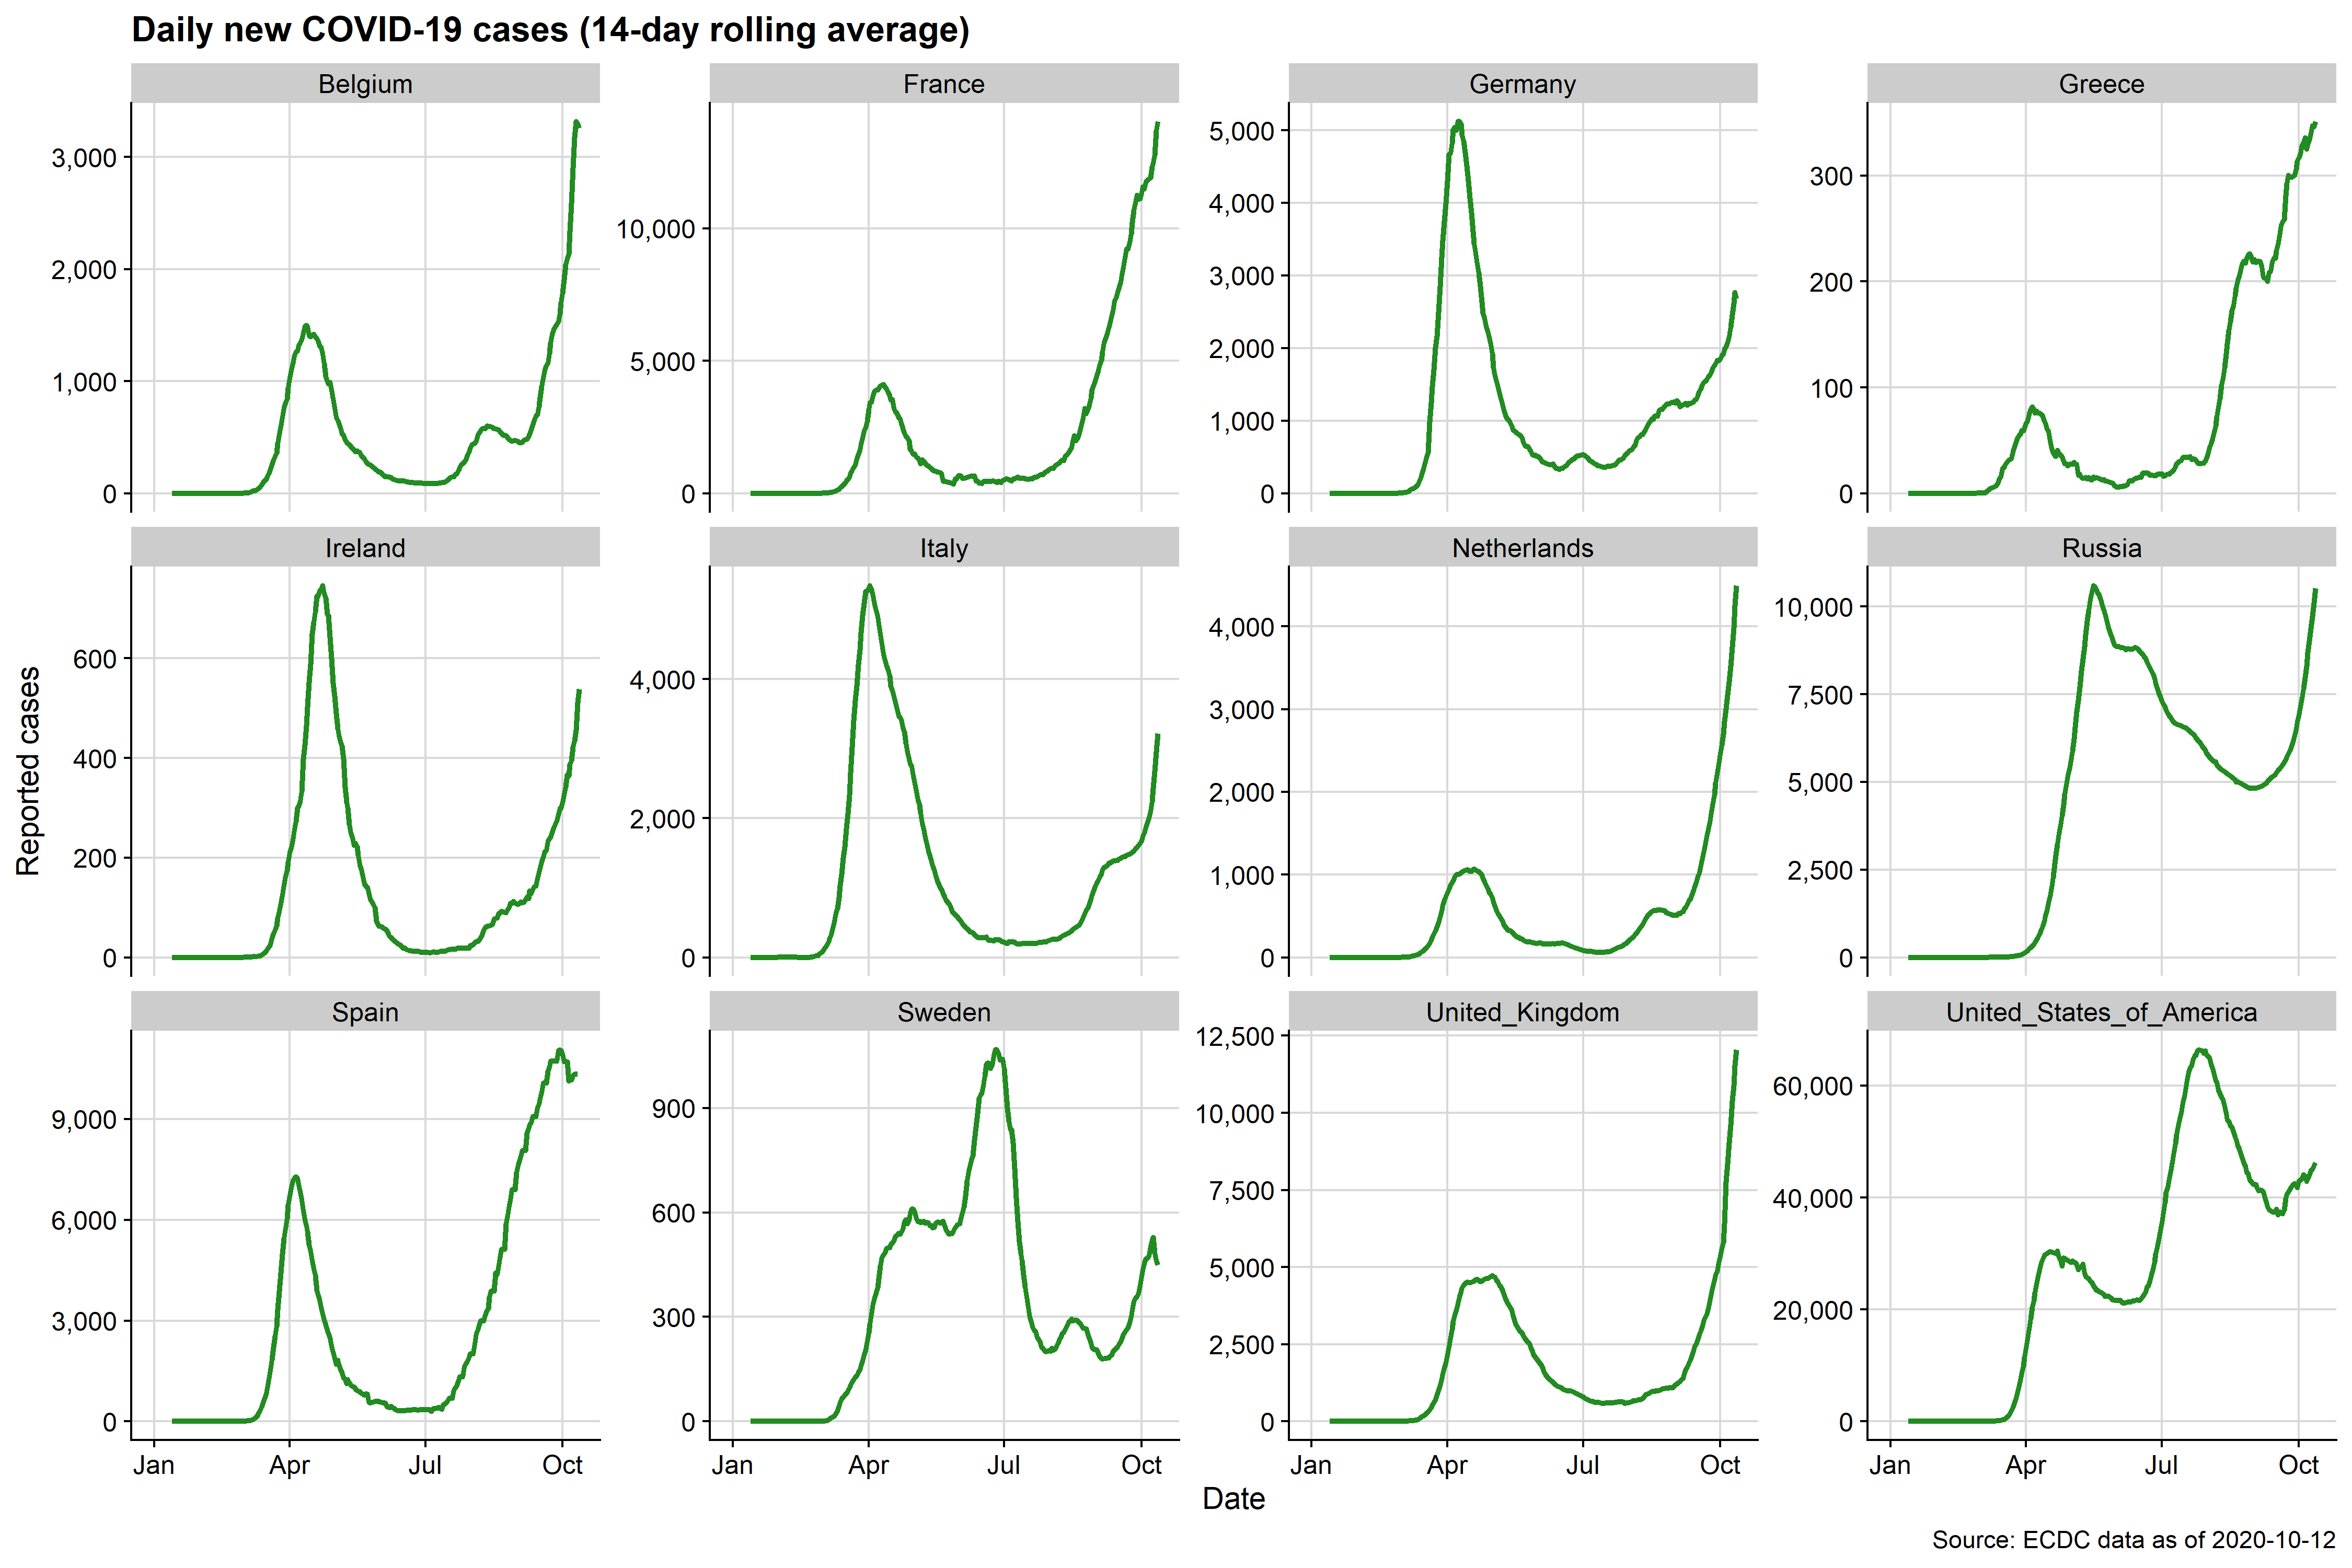 Daily new COVID-19 cases (14-day rolling average)
Belgium
France
Germany
Greece
3,000
2,000
1,000
0
10,000
5,000
0
5,000
4,000
3,000
2,000
1,000
0
300
200
100
0
Ireland
Italy
Netherlands
Russia
600
400
200
0
4,000
2,000
0
4,000
3,000
2,000
1,000
0
10,000
7,500
5,000
2,500
0
Reported cases
Spain
Sweden
United_Kingdom
United_States_of_America
9,000
6,000
3,000
0
900
600
300
0
12,500
10,000
7,500
5,000
2,500
0
60,000
40,000
20,000
0
Jan Apr Jul Oct
Jan Apr Jul Oct
Jan Apr Jul Oct
Jan Apr Jul Oct
Date
Source: ECDC data as of 2020-10-12